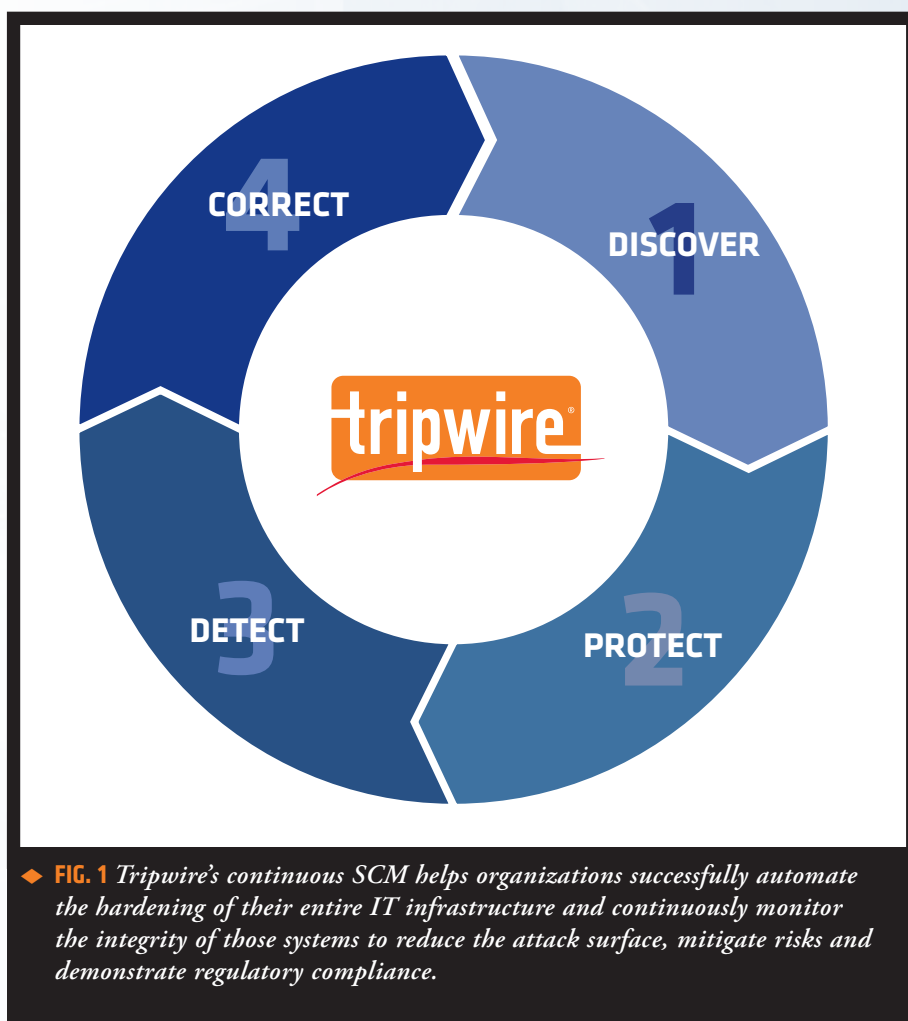 4
CORRECT
1
DISCOVER
tripwire®
3
DETECT
2
PROTECT
FIG. 1 Tripwire's continuous SCM helps organizations successfully automate
the hardening of their entire IT infrastructure and continuously monitor
the integrity of those systems to reduce the attack surface, mitigate risks and
demonstrate regulatory compliance.